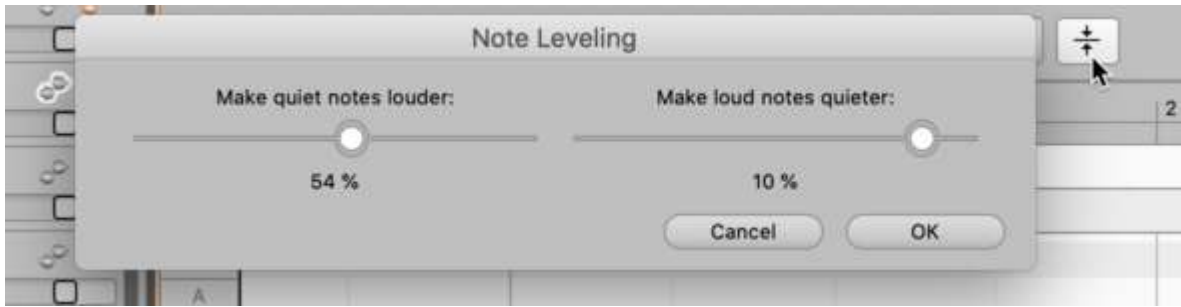 Note Leveling
Make quiet notes louder:
Make loud notes quieter:
2
54 %
10 %
Cancel
OK
A